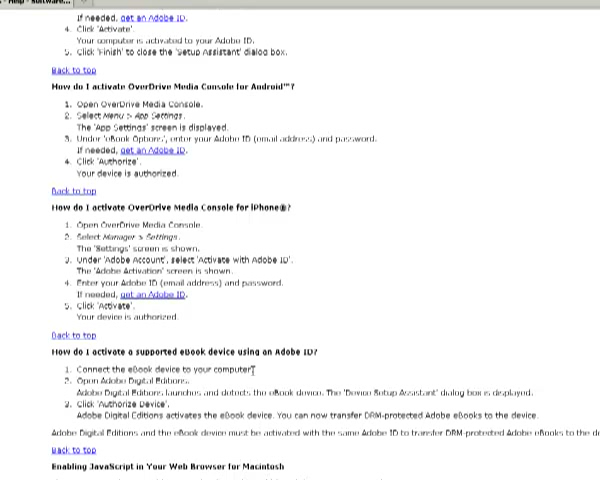 - Help - Software...
If needed, get an Adobe ID.
4. Click 'Activate'.
Your computer is activated to your Adobe ID.
5. Click 'Finish' to close the 'Setup Assistant' dialog box.
Back to top
How do I activate OverDrive Media Console for Android™?
1. Open OverDrive Media Console.
2. Select Menu > App Settings.
The 'App Settings' screen is displayed.
3. Under 'eBook Options', enter your Adobe ID (email address) and password.
If needed, get an Adobe ID.
4. Click 'Authorize'.
Your device is authorized.
Back to top
How do I activate OverDrive Media Console for iPhone®?
1. Open OverDrive Media Console.
2. Select Manager > Settings.
The 'Settings' screen is shown.
3. Under 'Adobe Account', select 'Activate with Adobe ID'.
The 'Adobe Activation' screen is shown.
4. Enter your Adobe ID (email address) and password.
If needed, get an Adobe ID.
5. Click 'Activate'.
Your device is authorized.
Back to top
How do I activate a supported eBook device using an Adobe ID?
1. Connect the eBook device to your computer.
2. Open Adobe Digital Editions.
Adobe Digital Editions launches and detects the eBook device. The 'Device Setup Assistant' dialog box is displayed.
3. Click 'Authorize Device'.
Adobe Digital Editions activates the eBook device. You can now transfer DRM-protected Adobe eBooks to the device.
Adobe Digital Editions and the eBook device must be activated with the same Adobe ID to transfer DRM-protected Adobe eBooks to the de
Back to top
Enabling JavaScript in Your Web Browser for Macintosh